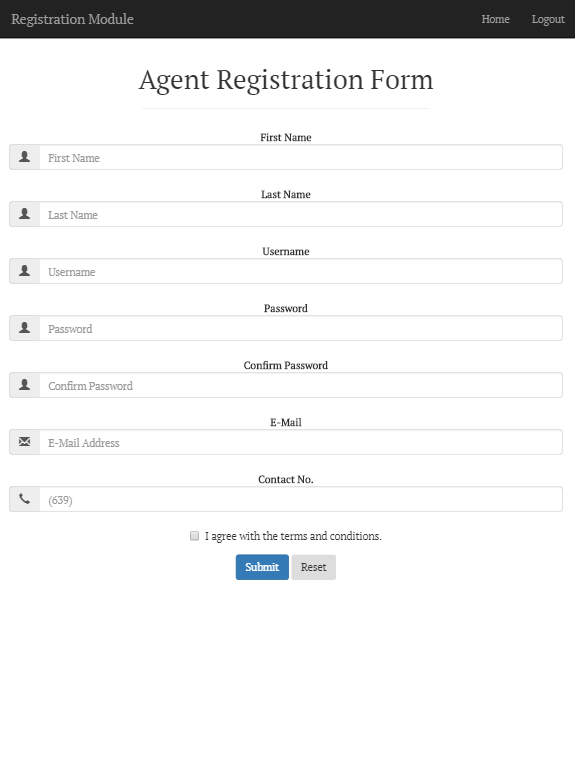 Registration Module Home Logout
Agent Registration Form
First Name
First Name
Last Name
Last Name
Username
Username
Password
Password
Confirm Password
Confirm Password
E-Mail
E-Mail Address
Contact No.
(639)
I agree with the terms and conditions.
Submit Reset